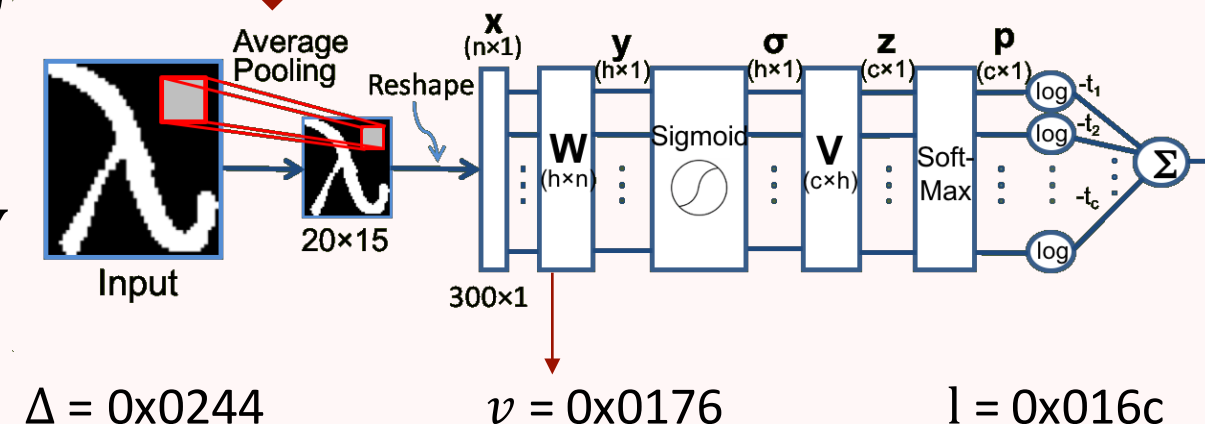 Average
Pooling
Reshape
Input
20×15
x
(n×1)
300×1
W
(h×n)
y
(h×1)
Sigmoid
σ
(h×1)
V
(c×h)
z
(c×1)
Soft-
Max
p
(c×1)
log
-t₁
log
-t₂
-tc
log
Σ
Δ = 0x0244
v = 0x0176
l = 0x016c